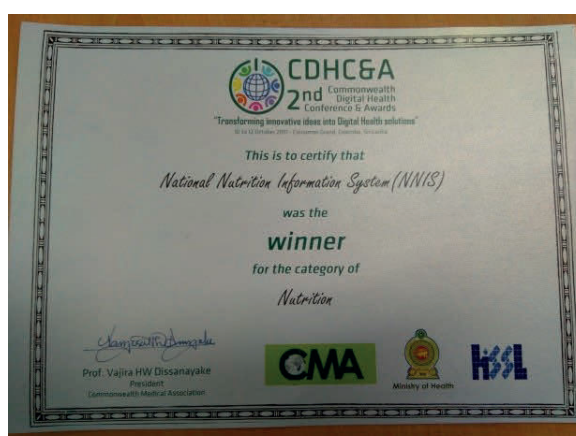 CDHC&A
2nd Commonwealth
Digital Health
Conference & Awards
"Transforming innovative ideas into Digital Health solutions"
This is to certify that
National Nutrition Information System (NNIS)
was the
winner
for the category of
Nutrition
Prof. Vajira HW Dissanayake
President
Commonwealth Medical Association
CMA
Ministry of Health
HISSL